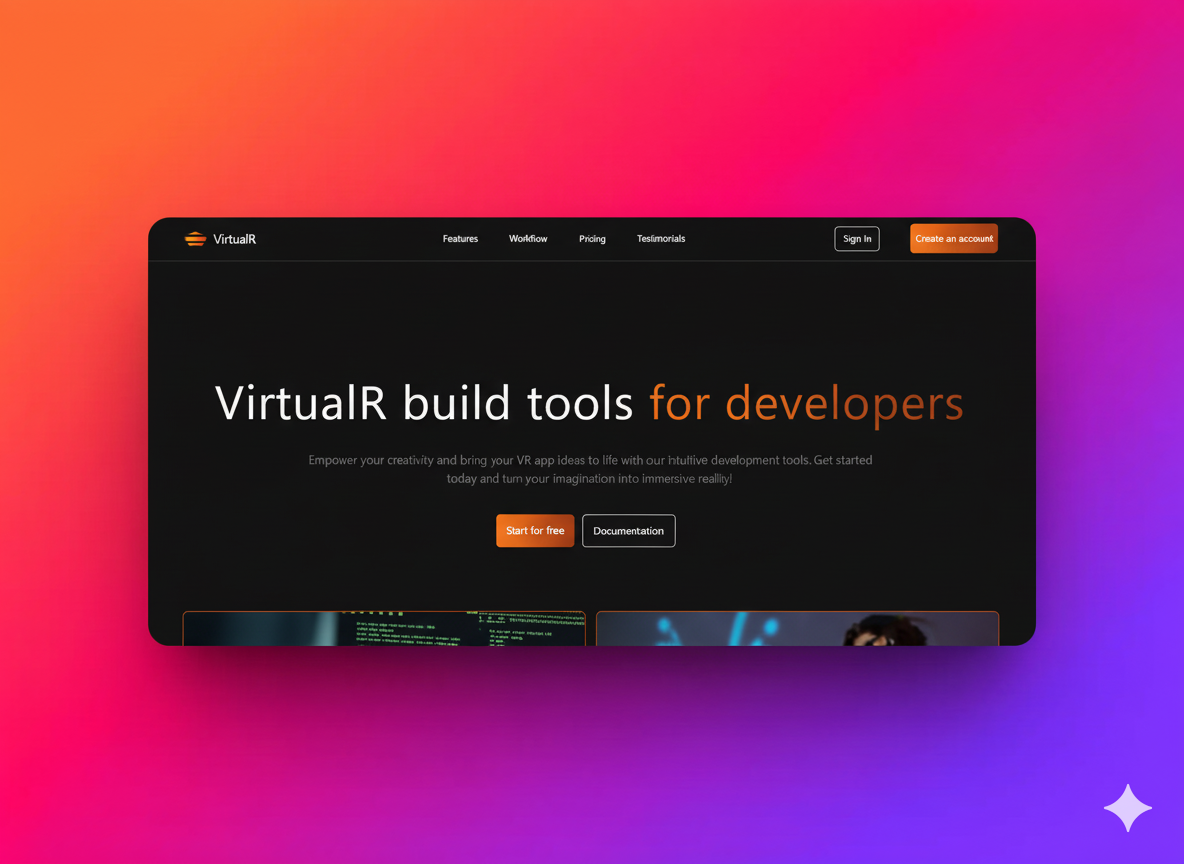 VirtualR
Features Workflow Pricing Testimonials
Sign In Create an account
VirtualR build tools for developers
Empower your creativity and bring your VR app ideas to life with our intuitive development tools. Get started
today and turn your imagination into immersive reality!
Start for free Documentation